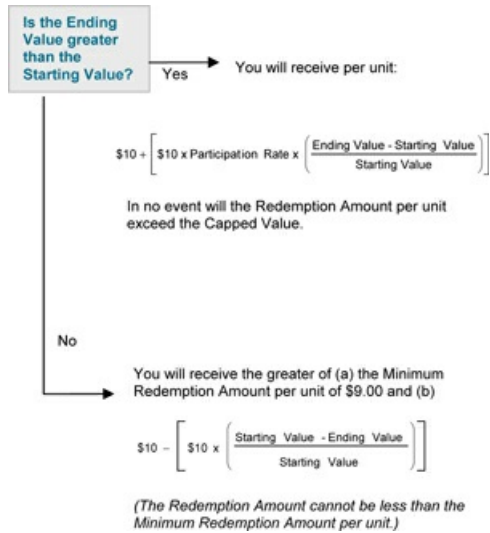 Is the Ending
Value greater
than the
Starting Value?
Yes
You will receive per unit:
$10 + [ $10 x Participation Rate x ( Ending Value - Starting Value
Starting Value ) ]
In no event will the Redemption Amount per unit
exceed the Capped Value.
No
You will receive the greater of (a) the Minimum
Redemption Amount per unit of $9.00 and (b)
$10 – [ $10 x ( Starting Value - Ending Value
Starting Value ) ]
(The Redemption Amount cannot be less than the
Minimum Redemption Amount per unit.)